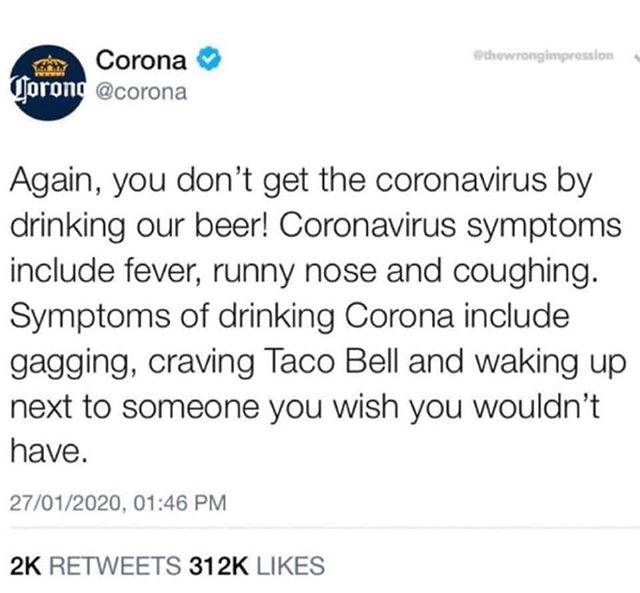 Corona
@thewrongimpression
Corona
@corona
Again, you don't get the coronavirus by
drinking our beer! Coronavirus symptoms
include fever, runny nose and coughing.
Symptoms of drinking Corona include
gagging, craving Taco Bell and waking up
next to someone you wish you wouldn't
have.
27/01/2020, 01:46 PM
2K RETWEETS 312K LIKES